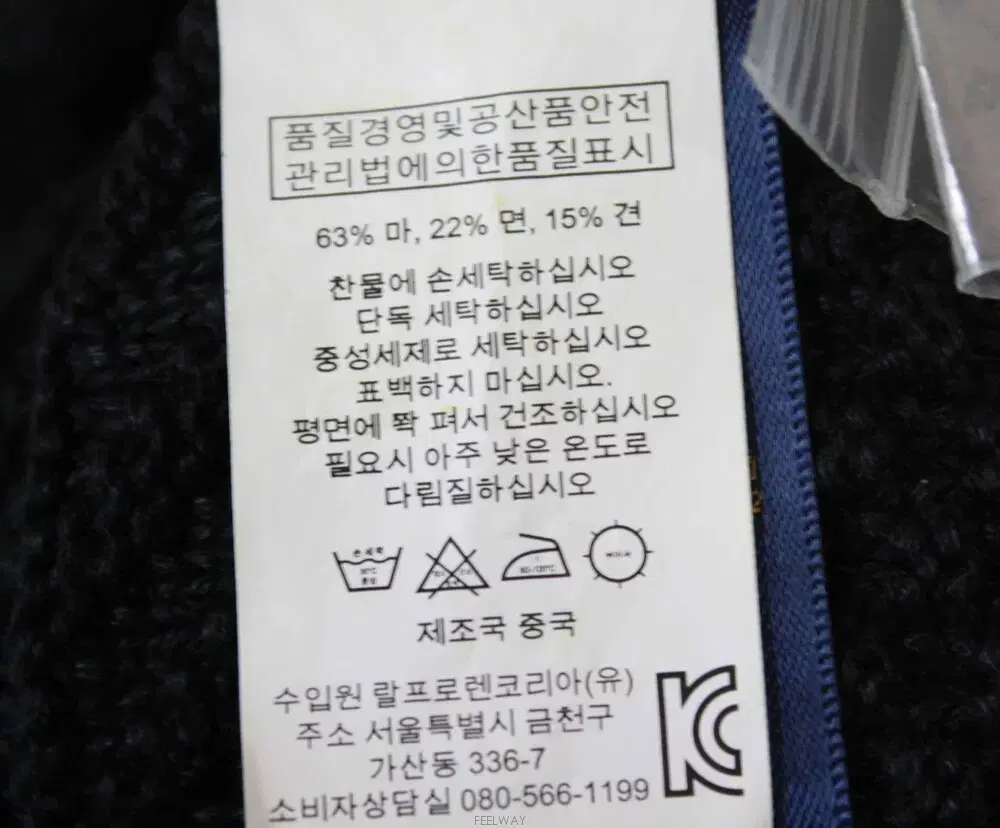 품질경영및공산품안전
관리법에의한품질표시
63% 마, 22% 면, 15% 견
찬물에 손세탁하십시오
단독 세탁하십시오
중성세제로 세탁하십시오
표백하지 마십시오.
평면에 쫙 펴서 건조하십시오
필요시 아주 낮은 온도로
다림질하십시오
손세탁
30℃
중성
제조국 중국
수입원 랄프로렌코리아(유)
주소 서울특별시 금천구
가산동 336-7
소비자상담실 080-566-1199
FEELWAY